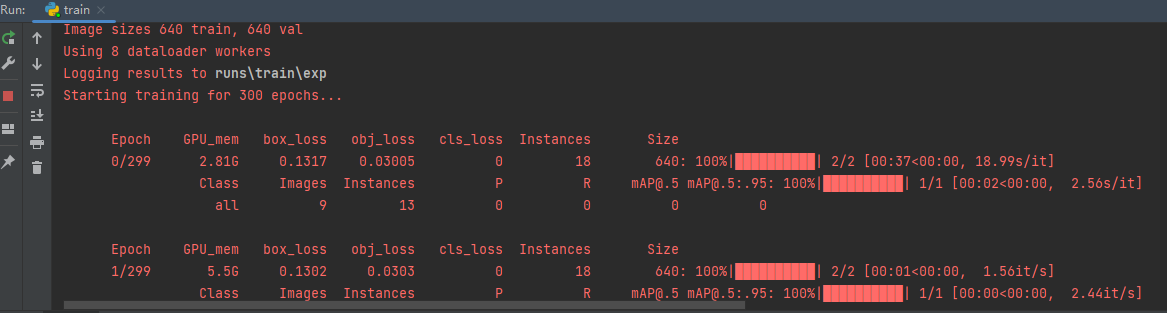 Run: train
Image sizes 640 train, 640 val
Using 8 dataloader workers
Logging results to runs\train\exp
Starting training for 300 epochs...
Epoch GPU_mem box_loss obj_loss cls_loss Instances Size
0/299 2.81G 0.1317 0.03005 0 18 640: 100%|██████████| 2/2 [00:37<00:00, 18.99s/it]
Class Images Instances P R mAP@.5 mAP@.5:.95: 100%|██████████| 1/1 [00:02<00:00, 2.56s/it]
all 9 13 0 0 0 0
Epoch GPU_mem box_loss obj_loss cls_loss Instances Size
1/299 5.5G 0.1302 0.0303 0 18 640: 100%|██████████| 2/2 [00:01<00:00, 1.56it/s]
Class Images Instances P R mAP@.5 mAP@.5:.95: 100%|██████████| 1/1 [00:00<00:00, 2.44it/s]